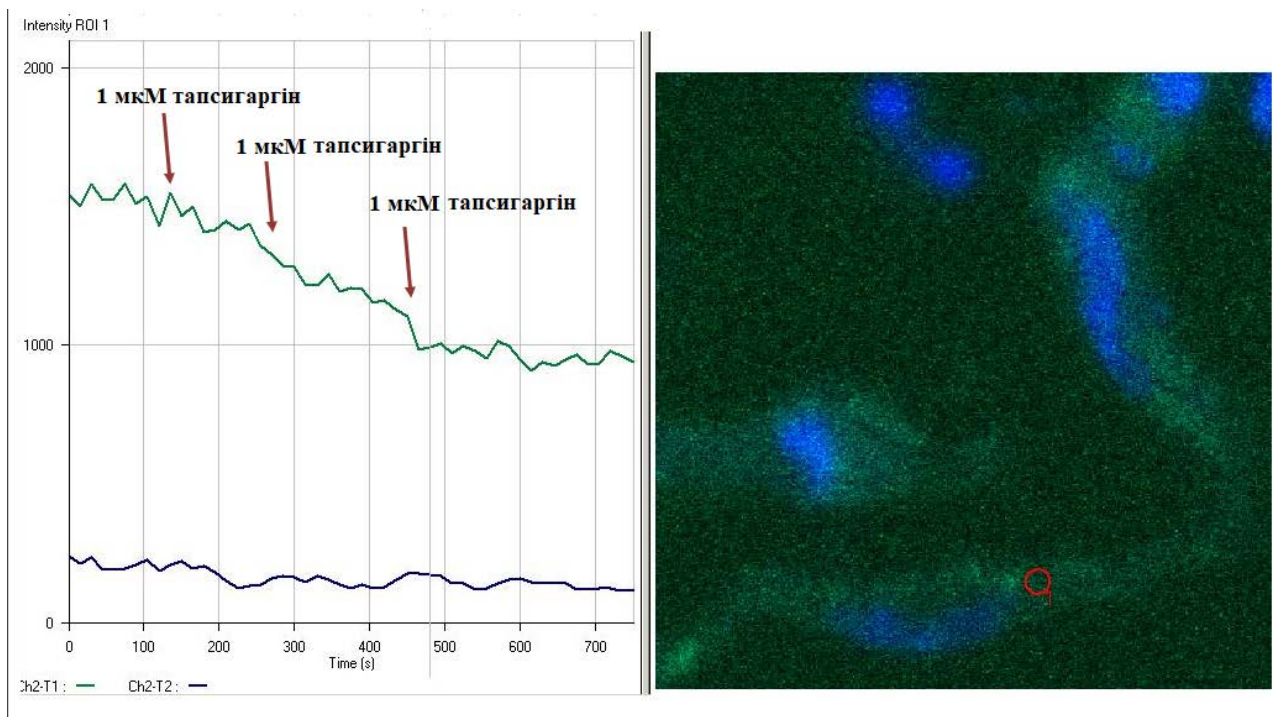 Intensity ROI 1
2000
1 мкМ тапсигаргін
1 мкМ тапсигаргін
1 мкМ тапсигаргін
1000
0
0 100 200 300 400 500 600 700
Time (s)
Ch2-T1 : Ch2-T2 :
1